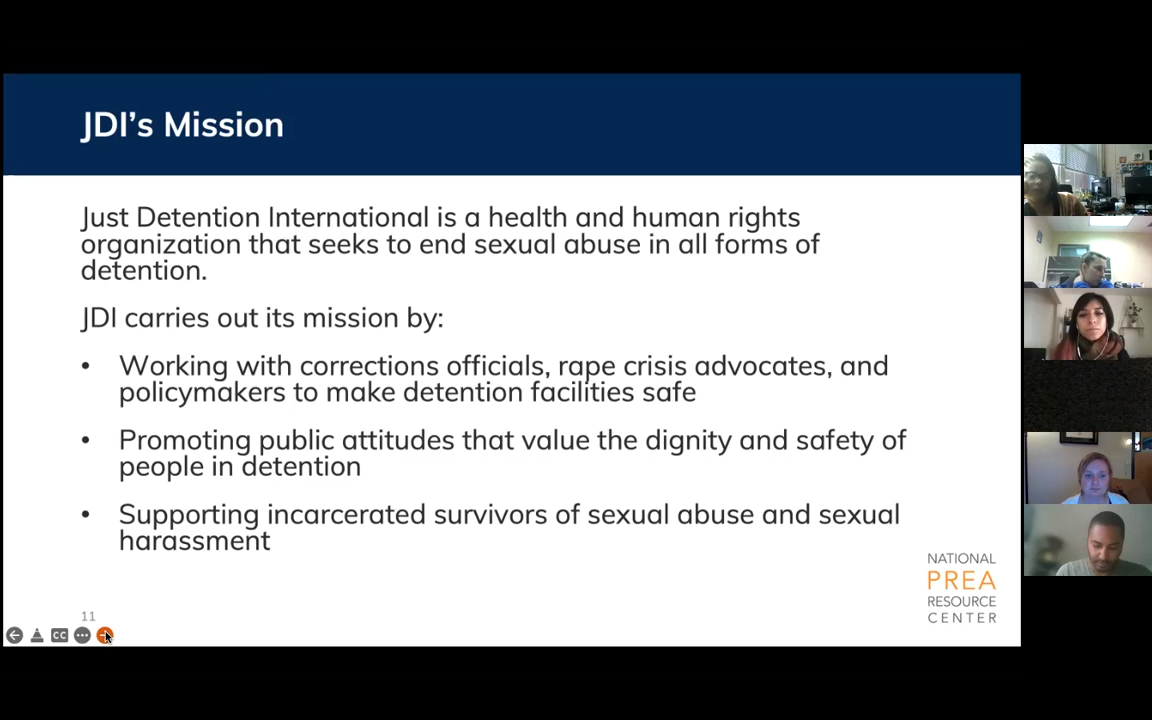 JDI's Mission
Just Detention International is a health and human rights
organization that seeks to end sexual abuse in all forms of
detention.
JDI carries out its mission by:
• Working with corrections officials, rape crisis advocates, and
policymakers to make detention facilities safe
• Promoting public attitudes that value the dignity and safety of
people in detention
• Supporting incarcerated survivors of sexual abuse and sexual
harassment
NATIONAL
PREA
RESOURCE
CENTER
11
CC